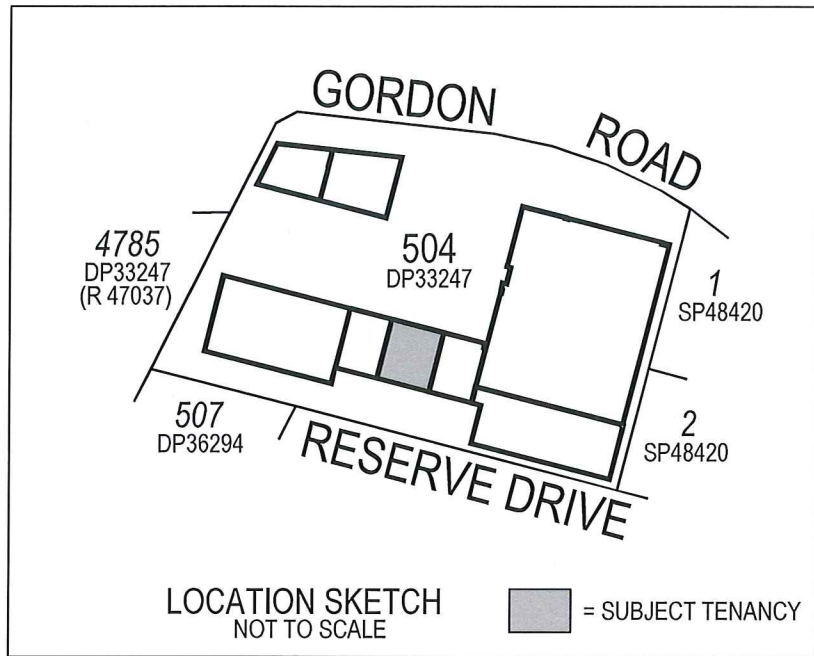 GORDON ROAD
4785
DP33247
(R 47037)
504
DP33247
1
SP48420
507
DP36294
2
SP48420
RESERVE DRIVE
LOCATION SKETCH
NOT TO SCALE
= SUBJECT TENANCY